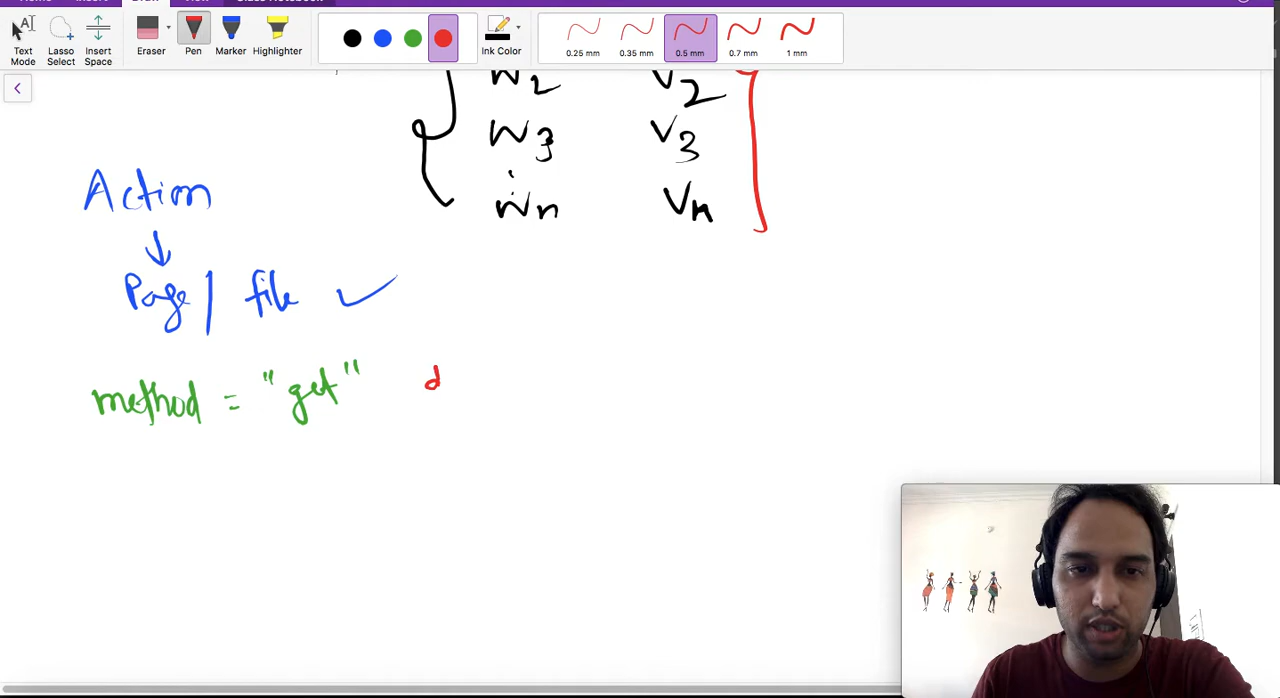 Home Insert Draw View Class Notebook
Text Mode
Lasso Select
Insert Space
Eraser
Pen
Marker
Highlighter
Ink Color
0.25 mm
0.35 mm
0.5 mm
0.7 mm
1 mm
w2 v2
w3 v3
wn vn
Action
↓
Page | file ✓
method = "get" d